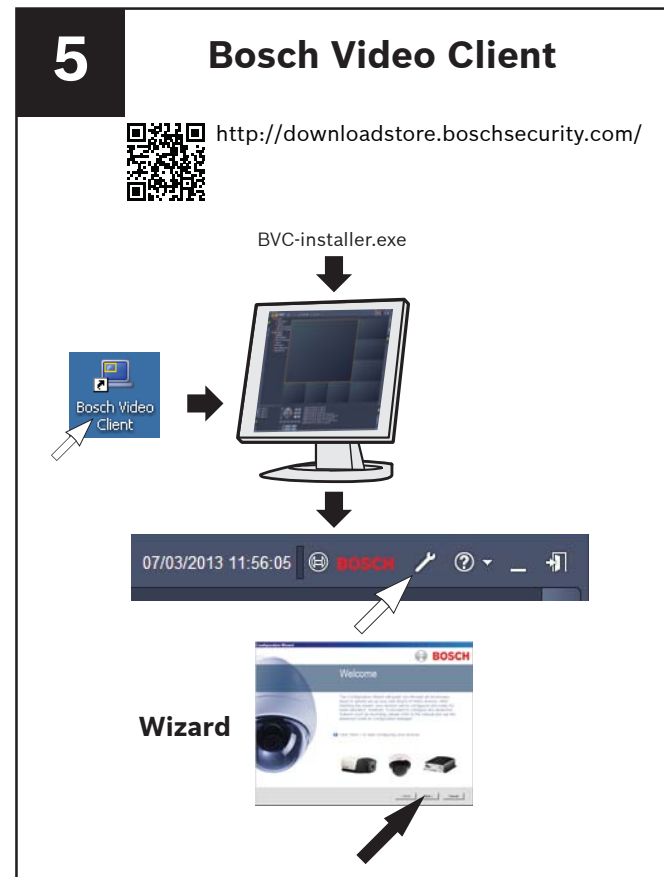 5
Bosch Video Client
http://downloadstore.boschsecurity.com/
BVC-installer.exe
Bosch Video
Client
07/03/2013 11:56:05 BOSCH
BOSCH
Welcome
Wizard